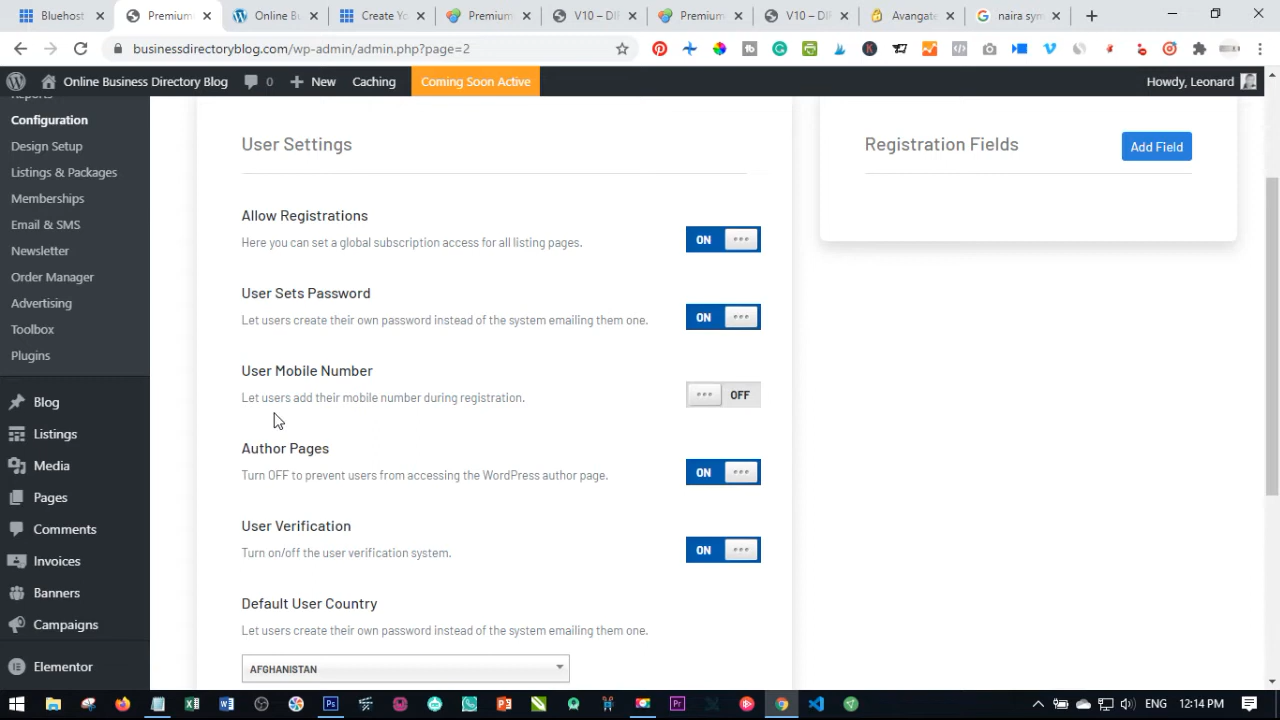 Bluehost
Premium
Online Bu
Create Yo
Premium
V10 – DIF
Premium
V10 – DIF
Avangate
naira sym
businessdirectoryblog.com/wp-admin/admin.php?page=2
Online Business Directory Blog
0
New
Caching
Coming Soon Active
Howdy, Leonard
Reports
Configuration
Design Setup
Listings & Packages
Memberships
Email & SMS
Newsletter
Order Manager
Advertising
Toolbox
Plugins
Blog
Listings
Media
Pages
Comments
Invoices
Banners
Campaigns
Elementor
User Settings
Allow Registrations
Here you can set a global subscription access for all listing pages.
ON
User Sets Password
Let users create their own password instead of the system emailing them one.
ON
User Mobile Number
Let users add their mobile number during registration.
OFF
Author Pages
Turn OFF to prevent users from accessing the WordPress author page.
ON
User Verification
Turn on/off the user verification system.
ON
Default User Country
Let users create their own password instead of the system emailing them one.
AFGHANISTAN
Registration Fields
Add Field
ENG
12:14 PM